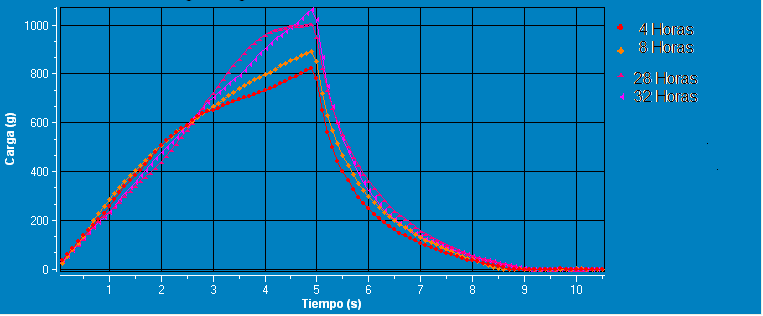 4 Horas
8 Horas
28 Horas
32 Horas
Carga (g)
1000
800
600
400
200
0
1 2 3 4 5 6 7 8 9 10
Tiempo (s)